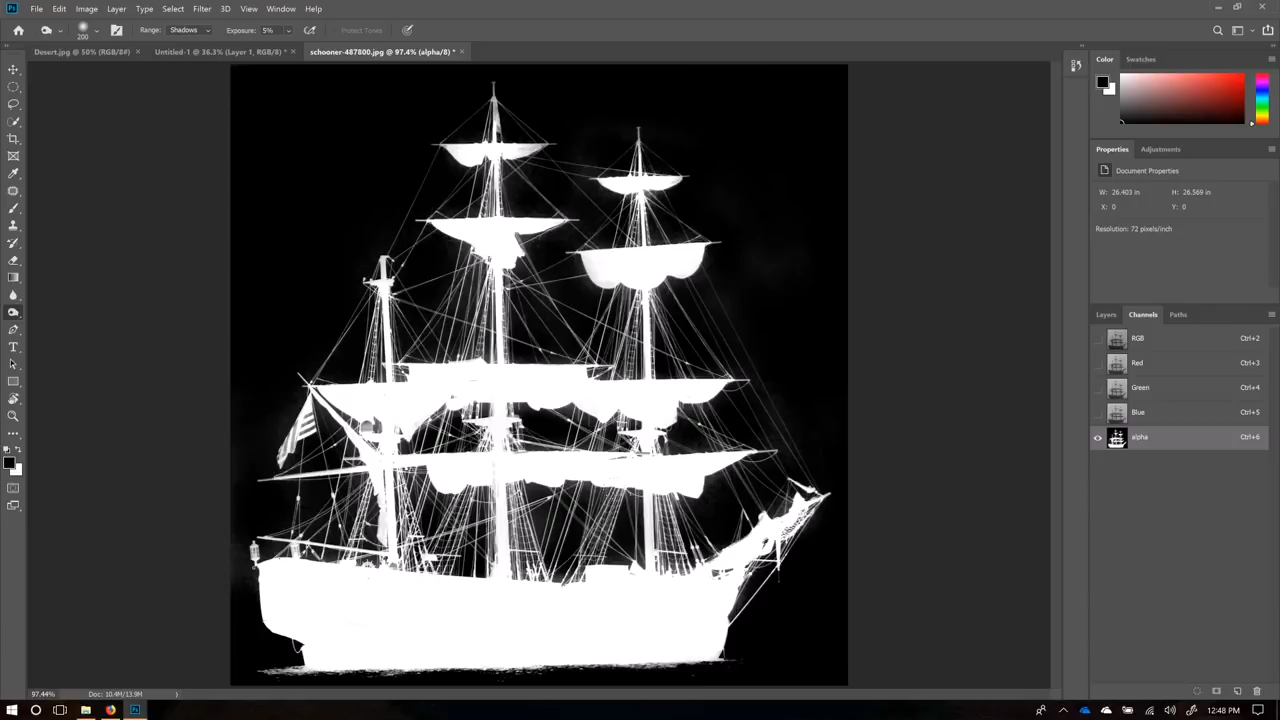 Ps File Edit Image Layer Type Select Filter 3D View Window Help
200 Range: Shadows Exposure: 5% Protect Tones
Desert.jpg @ 50% (RGB/8#) × Untitled-1 @ 36.3% (Layer 1, RGB/8) * × schooner-487800.jpg @ 97.4% (alpha/8) * ×
Color Swatches
Properties Adjustments
Document Properties
W: 26.403 in H: 26.569 in
X: 0 Y: 0
Resolution: 72 pixels/inch
Layers Channels Paths
RGB Ctrl+2
Red Ctrl+3
Green Ctrl+4
Blue Ctrl+5
alpha Ctrl+6
97.44% Doc: 10.4M/13.9M
Ps 12:48 PM